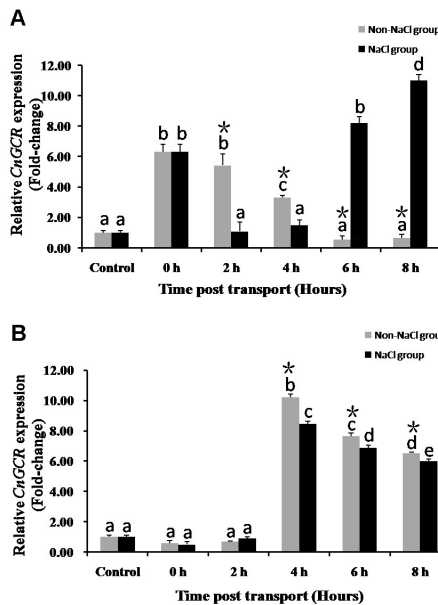 A
Non-NaCl group
NaCl group
Relative CnGCR expression
(Fold-change)
12.00
10.00
8.00
6.00
4.00
2.00
0.00
a a
b b
* b a
* c a
* a b
* a d
Control 0 h 2 h 4 h 6 h 8 h
Time post transport (Hours)
B
Non-NaCl group
NaCl group
Relative CnGCR expression
(Fold-change)
12.00
10.00
8.00
6.00
4.00
2.00
0.00
a a
a a
a a
* b c
* c d
* d e
Control 0 h 2 h 4 h 6 h 8 h
Time post transport (Hours)